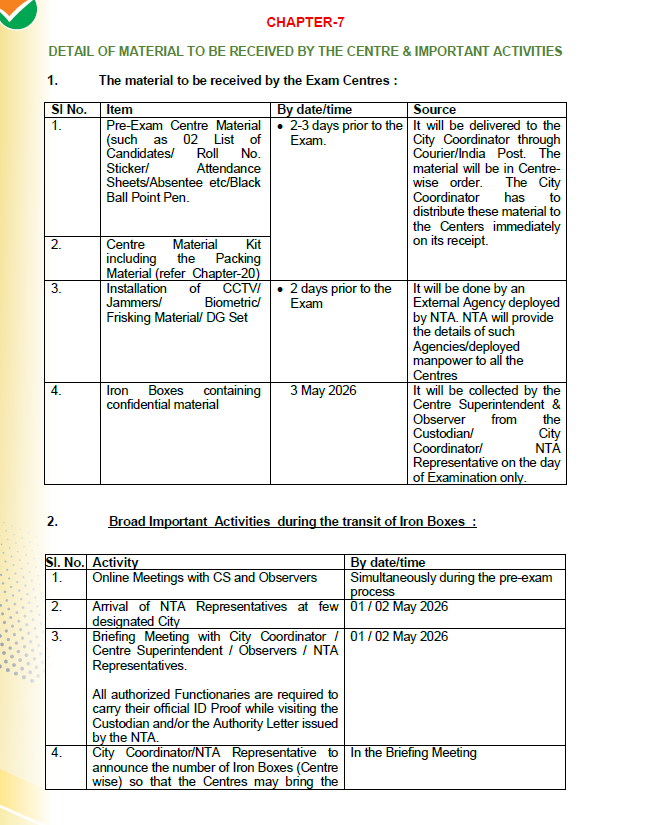 CHAPTER-7
DETAIL OF MATERIAL TO BE RECEIVED BY THE CENTRE & IMPORTANT ACTIVITIES
1. The material to be received by the Exam Centres :
Sl No. Item By date/time Source
1. Pre-Exam Centre Material
(such as 02 List of
Candidates/ Roll No.
Sticker/ Attendance
Sheets/Absentee etc/Black
Ball Point Pen.
• 2-3 days prior to the
Exam.
It will be delivered to the
City Coordinator through
Courier/India Post. The
material will be in Centre-
wise order. The City
Coordinator has to
distribute these material to
the Centers immediately
on its receipt.
2. Centre Material Kit
including the Packing
Material (refer Chapter-20)
3. Installation of CCTV/
Jammers/ Biometric/
Frisking Material/ DG Set
• 2 days prior to the
Exam
It will be done by an
External Agency deployed
by NTA. NTA will provide
the details of such
Agencies/deployed
manpower to all the
Centres
4. Iron Boxes containing
confidential material
3 May 2026
It will be collected by the
Centre Superintendent &
Observer from the
Custodian/ City
Coordinator/ NTA
Representative on the day
of Examination only.
2. Broad Important Activities during the transit of Iron Boxes :
Sl. No. Activity By date/time
1. Online Meetings with CS and Observers
Simultaneously during the pre-exam
process
2. Arrival of NTA Representatives at few
designated City
01 / 02 May 2026
3. Briefing Meeting with City Coordinator /
Centre Superintendent / Observers / NTA
Representatives.
01 / 02 May 2026
All authorized Functionaries are required to
carry their official ID Proof while visiting the
Custodian and/or the Authority Letter issued
by the NTA.
4. City Coordinator/NTA Representative to
announce the number of Iron Boxes (Centre
wise) so that the Centres may bring the
In the Briefing Meeting